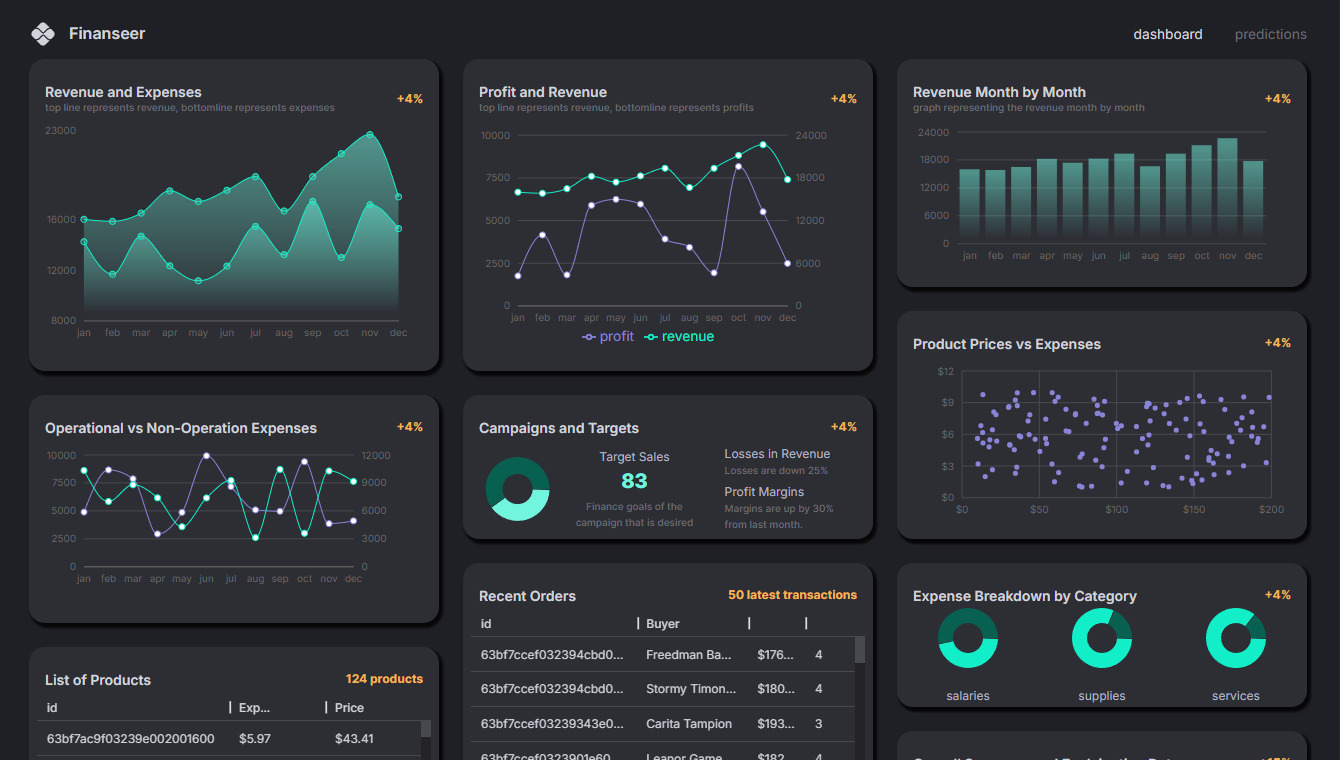 Finanseer
dashboard predictions
Revenue and Expenses
top line represents revenue, bottomline represents expenses
+4%
23000
16000
12000
8000
jan feb mar apr may jun jul aug sep oct nov dec
Profit and Revenue
top line represents revenue, bottomline represents profits
+4%
10000 24000
7500 18000
5000 12000
2500 6000
0 0
jan feb mar apr may jun jul aug sep oct nov dec
profit revenue
Revenue Month by Month
graph representing the revenue month by month
+4%
24000
18000
12000
6000
0
jan feb mar apr may jun jul aug sep oct nov dec
Operational vs Non-Operation Expenses
+4%
10000 12000
7500 9000
5000 6000
2500 3000
0 0
jan feb mar apr may jun jul aug sep oct nov dec
Campaigns and Targets
+4%
Target Sales
83
Finance goals of the
campaign that is desired
Losses in Revenue
Losses are down 25%
Profit Margins
Margins are up by 30%
from last month.
Product Prices vs Expenses
+4%
$12
$9
$6
$3
$0
$0 $50 $100 $150 $200
List of Products
124 products
id Exp... Price
63bf7ac9f03239e002001600 $5.97 $43.41
Recent Orders
50 latest transactions
id Buyer
63bf7ccef032394cbd0... Freedman Ba... $176... 4
63bf7ccef032394cbd0... Stormy Timon... $180... 4
63bf7ccef03239343e0... Carita Tampion $193... 3
63bf7ccef0323901e60... Leanor Game... $182... 4
Expense Breakdown by Category
+4%
salaries supplies services